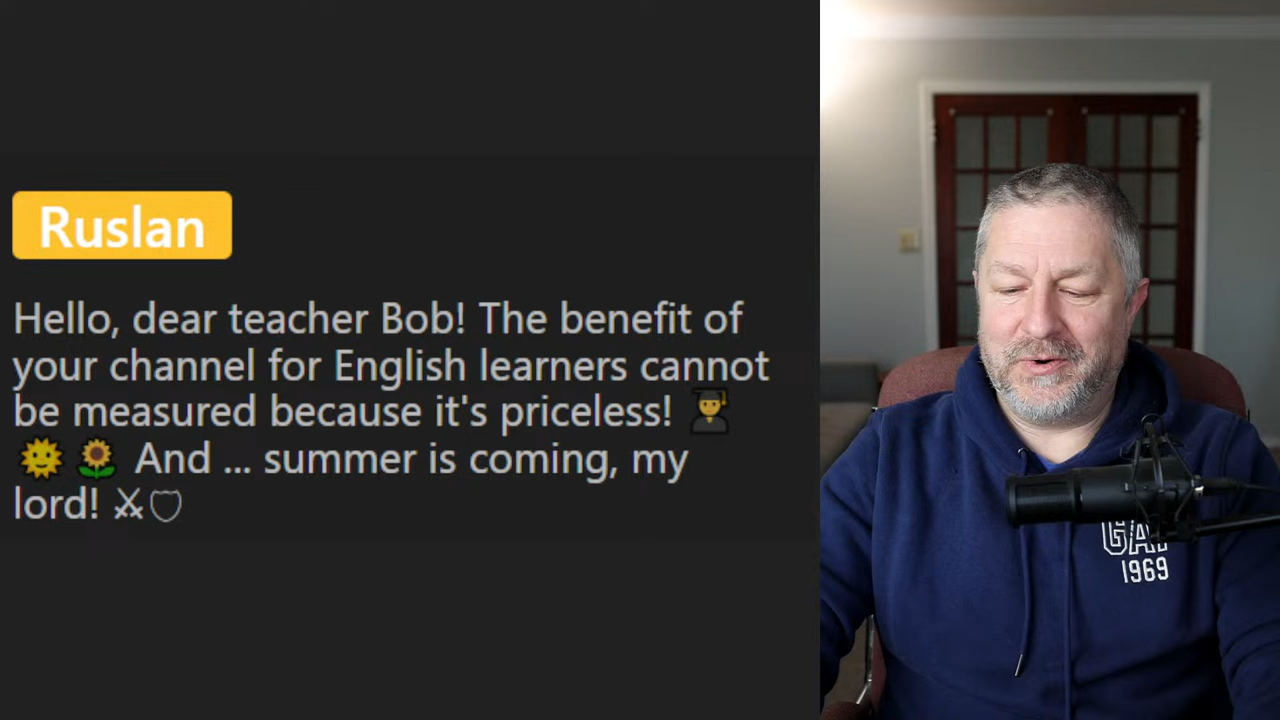 Ruslan
Hello, dear teacher Bob! The benefit of
your channel for English learners cannot
be measured because it's priceless! 👨‍🎓
🌞 🌻 And ... summer is coming, my
lord! ⚔🛡
GAP
1969